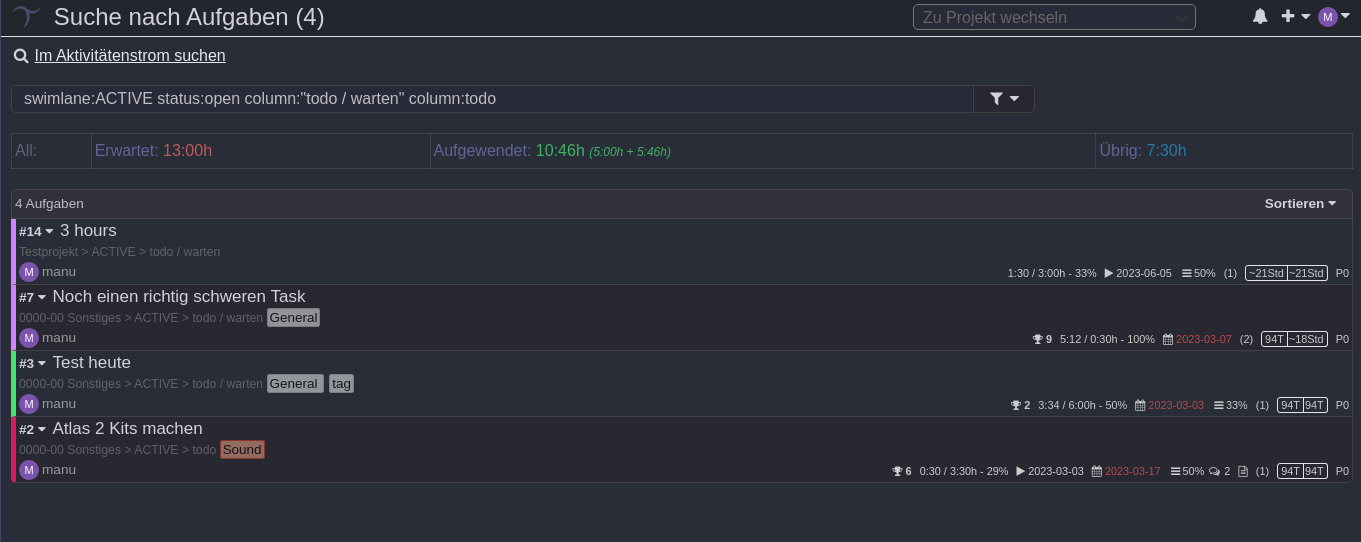 Suche nach Aufgaben (4)
Zu Projekt wechseln
M
Im Aktivitätenstrom suchen
swimlane:ACTIVE status:open column:"todo / warten" column:todo
All: Erwartet: 13:00h Aufgewendet: 10:46h (5:00h + 5:46h) Übrig: 7:30h
4 Aufgaben Sortieren
#14 3 hours
Testprojekt > ACTIVE > todo / warten
M manu 1:30 / 3:00h - 33% 2023-06-05 50% (1) ~21Std ~21Std P0
#7 Noch einen richtig schweren Task
0000-00 Sonstiges > ACTIVE > todo / warten General
M manu 9 5:12 / 0:30h - 100% 2023-03-07 (2) 94T ~18Std P0
#3 Test heute
0000-00 Sonstiges > ACTIVE > todo / warten General tag
M manu 2 3:34 / 6:00h - 50% 2023-03-03 33% (1) 94T 94T P0
#2 Atlas 2 Kits machen
0000-00 Sonstiges > ACTIVE > todo Sound
M manu 6 0:30 / 3:30h - 29% 2023-03-03 2023-03-17 50% 2 (1) 94T 94T P0